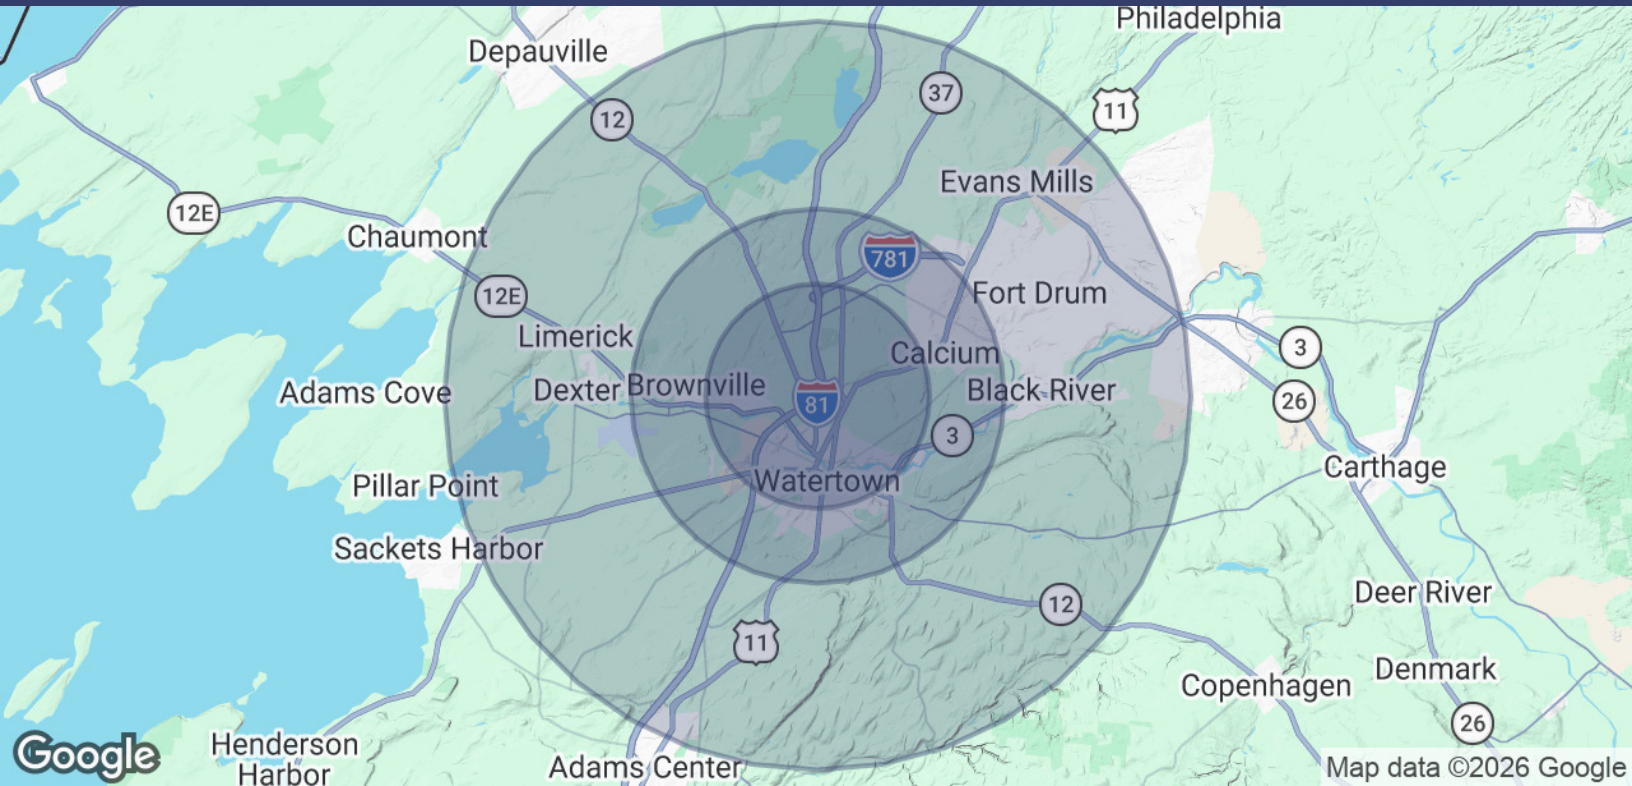 Philadelphia
Depauville
37
11
12
Evans Mills
12E
Chaumont
781
12E
Fort Drum
Limerick
Calcium
3
Adams Cove
Dexter
Brownville
81
Black River
26
3
Carthage
Pillar Point
Watertown
Sackets Harbor
Deer River
12
11
Denmark
Copenhagen
26
Henderson
Harbor
Adams Center
Google
Map data ©2026 Google